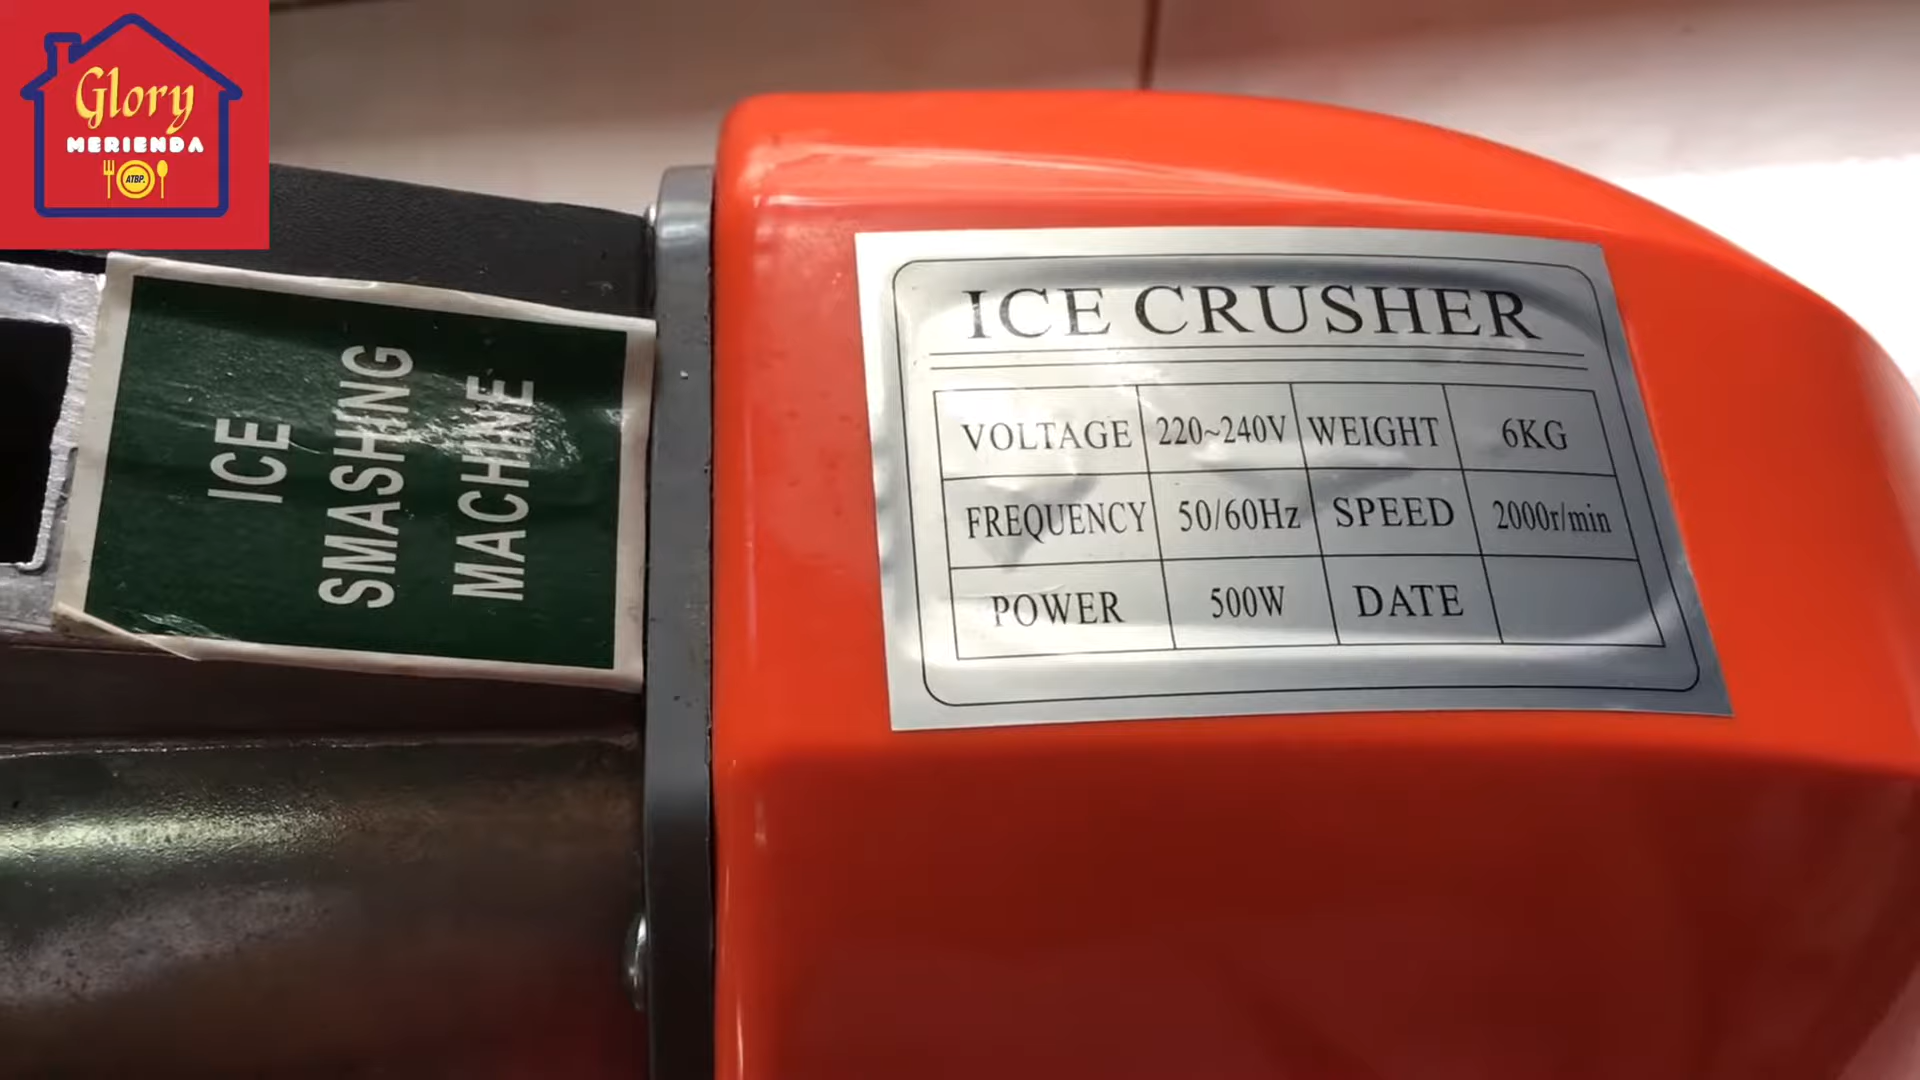 Glory
MERIENDA
ATBP.
ICE
SMASHING
MACHINE
ICE CRUSHER
VOLTAGE 220~240V WEIGHT 6KG
FREQUENCY 50/60Hz SPEED 2000r/min
POWER 500W DATE